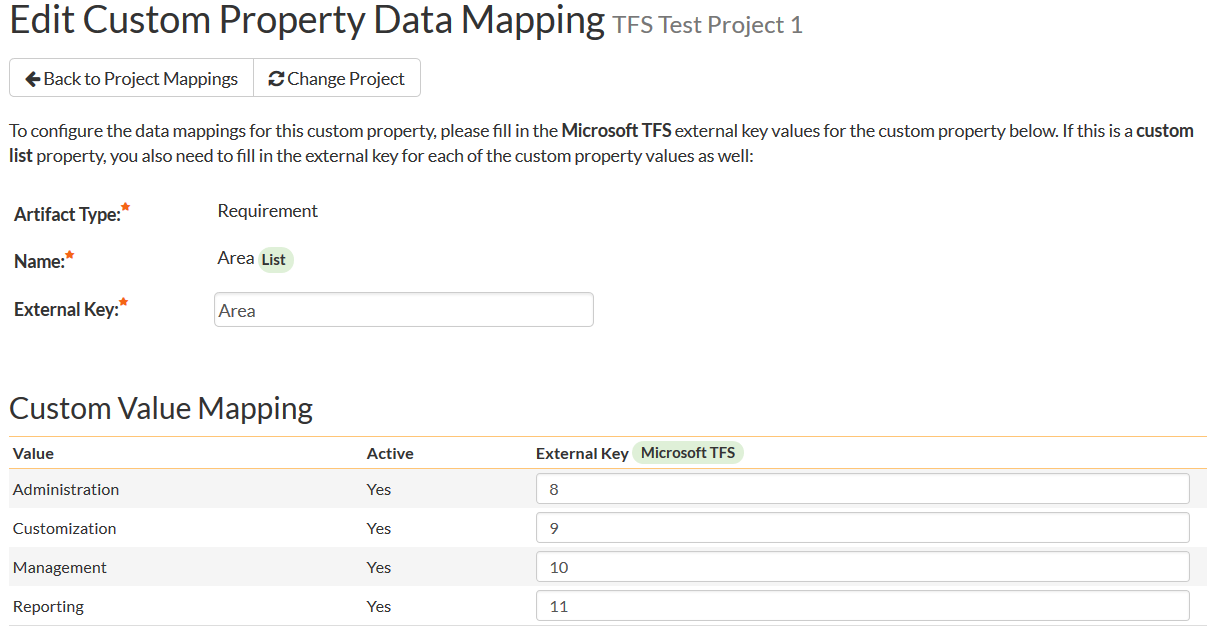 Edit Custom Property Data Mapping TFS Test Project 1
Back to Project Mappings Change Project
To configure the data mappings for this custom property, please fill in the Microsoft TFS external key values for the custom property below. If this is a custom
list property, you also need to fill in the external key for each of the custom property values as well:
Artifact Type:* Requirement
Name:* Area List
External Key:* Area
Custom Value Mapping
Value Active External Key Microsoft TFS
Administration Yes 8
Customization Yes 9
Management Yes 10
Reporting Yes 11